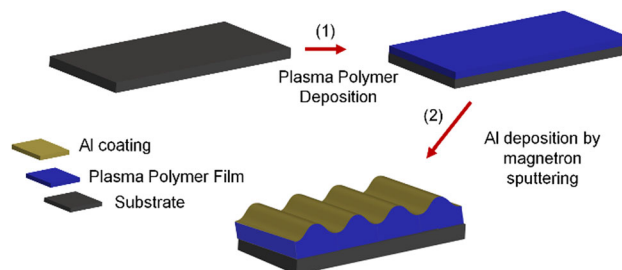 (1)
Plasma Polymer
Deposition
(2)
Al deposition by
magnetron
sputtering
Al coating
Plasma Polymer Film
Substrate